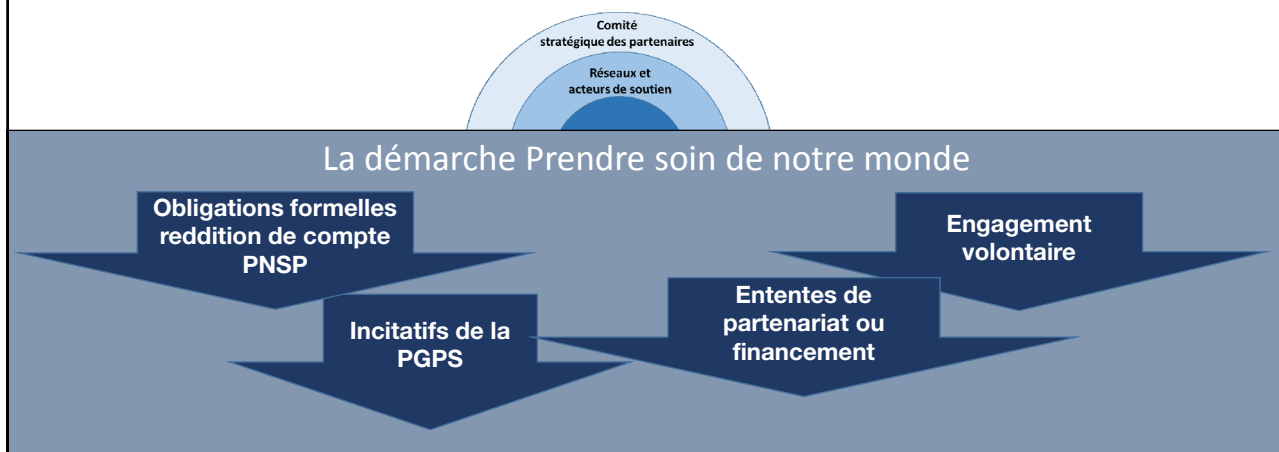 Comité
stratégique des partenaires
Réseaux et
acteurs de soutien
La démarche Prendre soin de notre monde
Obligations formelles
reddition de compte
PNSP
Engagement
volontaire
Incitatifs de la
PGPS
Ententes de
partenariat ou
financement